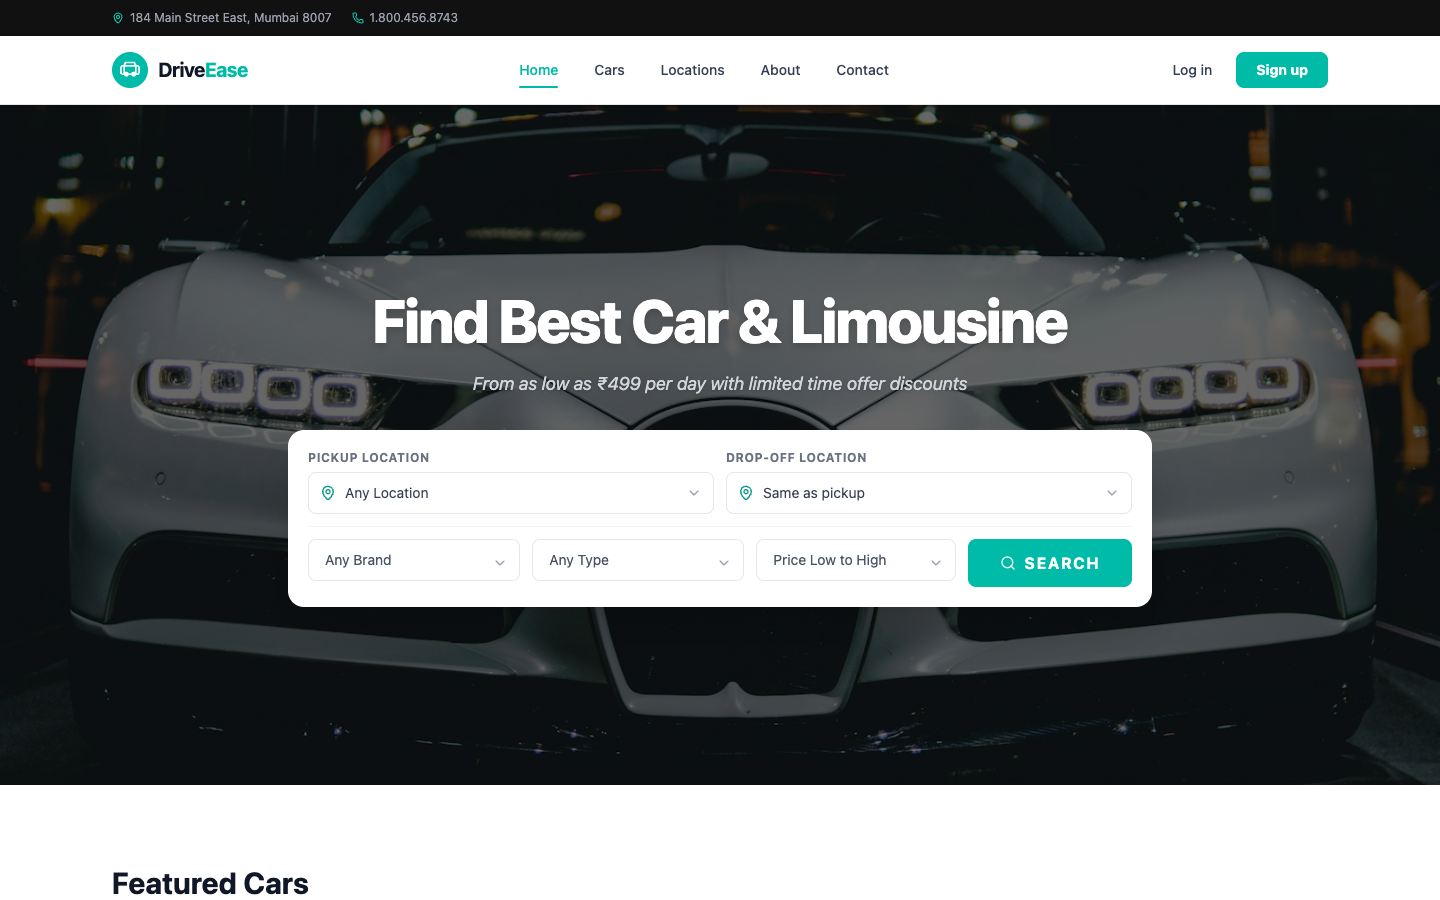 184 Main Street East, Mumbai 8007 1.800.456.8743
DriveEase Home Cars Locations About Contact Log in Sign up
Find Best Car & Limousine
From as low as ₹499 per day with limited time offer discounts
PICKUP LOCATION DROP-OFF LOCATION
Any Location Same as pickup
Any Brand Any Type Price Low to High SEARCH
Featured Cars